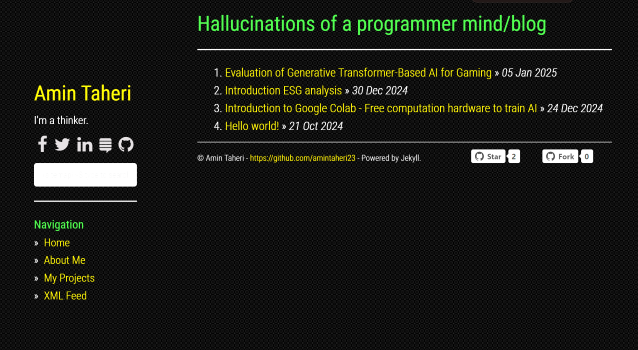 Hallucinations of a programmer mind/blog
1. Evaluation of Generative Transformer-Based AI for Gaming » 05 Jan 2025
2. Introduction ESG analysis » 30 Dec 2024
3. Introduction to Google Colab - Free computation hardware to train AI » 24 Dec 2024
4. Hello world! » 21 Oct 2024
© Amin Taheri - https://github.com/amintaheri23 - Powered by Jekyll.
Star 2
Fork 0
Amin Taheri
I'm a thinker.
Navigation
» Home
» About Me
» My Projects
» XML Feed